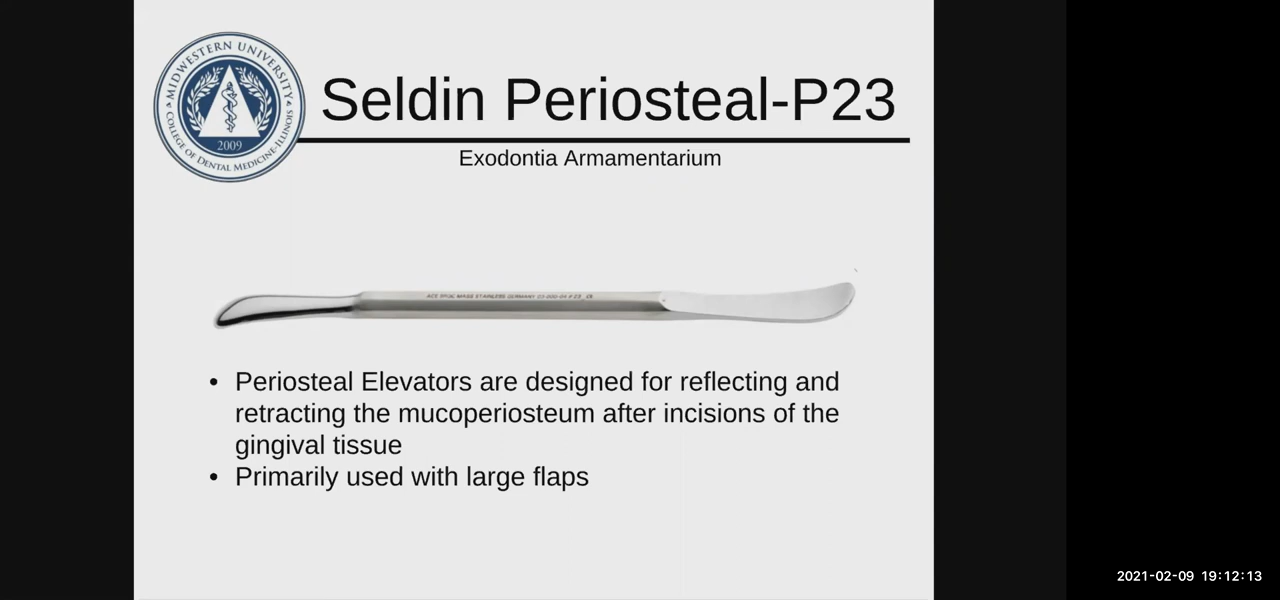 MIDWESTERN UNIVERSITY
COLLEGE OF DENTAL MEDICINE-ILLINOIS
2009
Seldin Periosteal-P23
Exodontia Armamentarium
STAINLESS GERMANY
• Periosteal Elevators are designed for reflecting and
retracting the mucoperiosteum after incisions of the
gingival tissue
• Primarily used with large flaps
2021-02-09 19:12:13